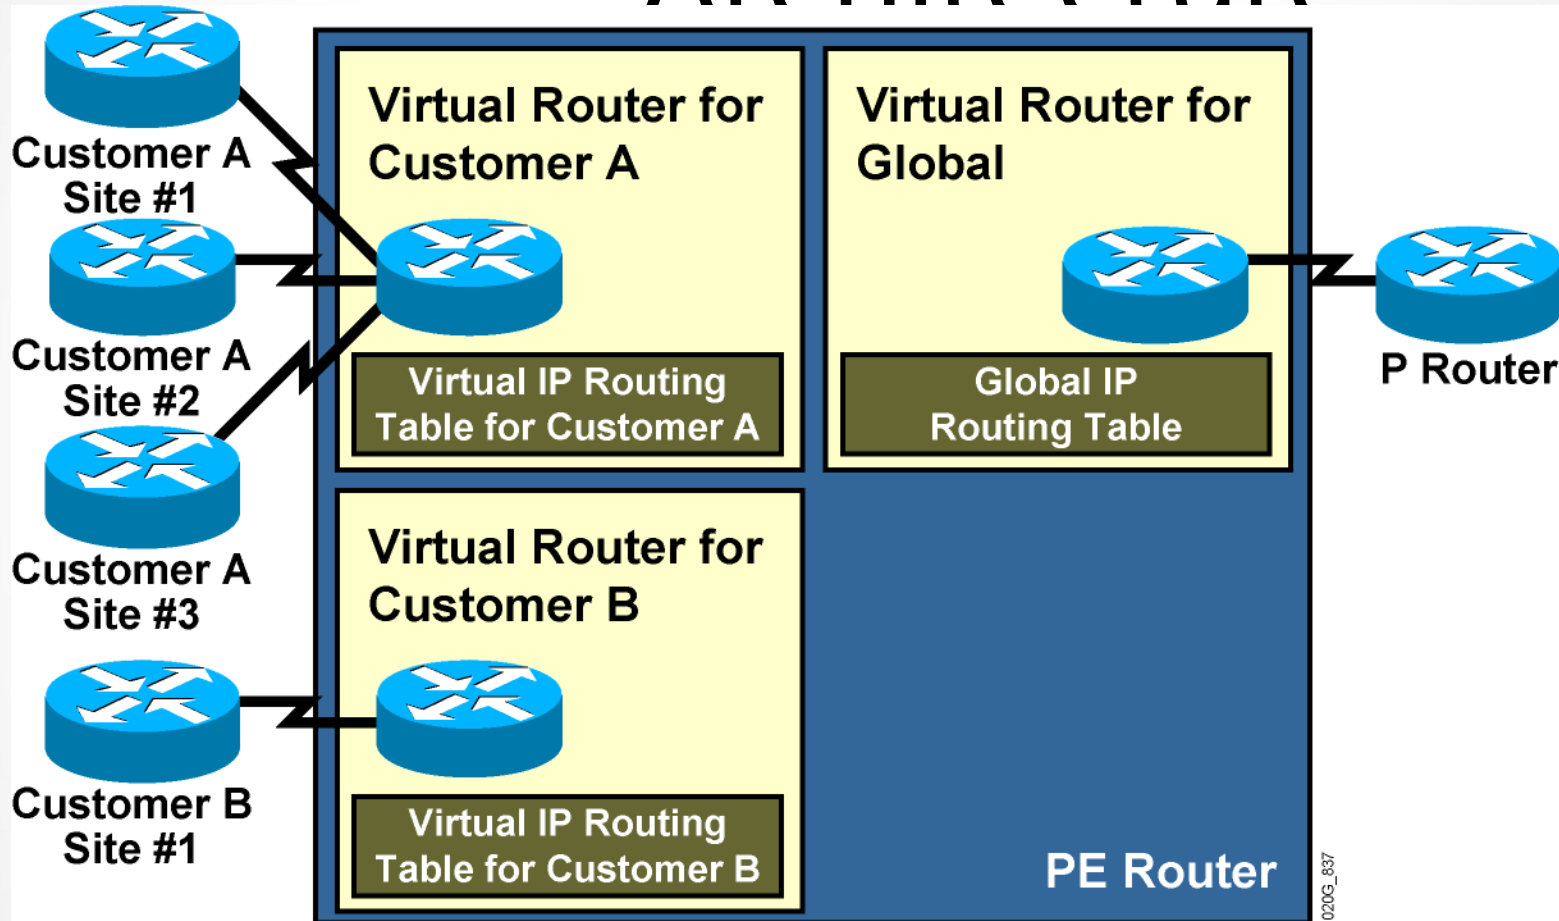 Customer A
Site #1
Customer A
Site #2
Customer A
Site #3
Customer B
Site #1
Virtual Router for
Customer A
Virtual IP Routing
Table for Customer A
Virtual Router for
Global
Global IP
Routing Table
Virtual Router for
Customer B
Virtual IP Routing
Table for Customer B
PE Router
P Router
020G_837